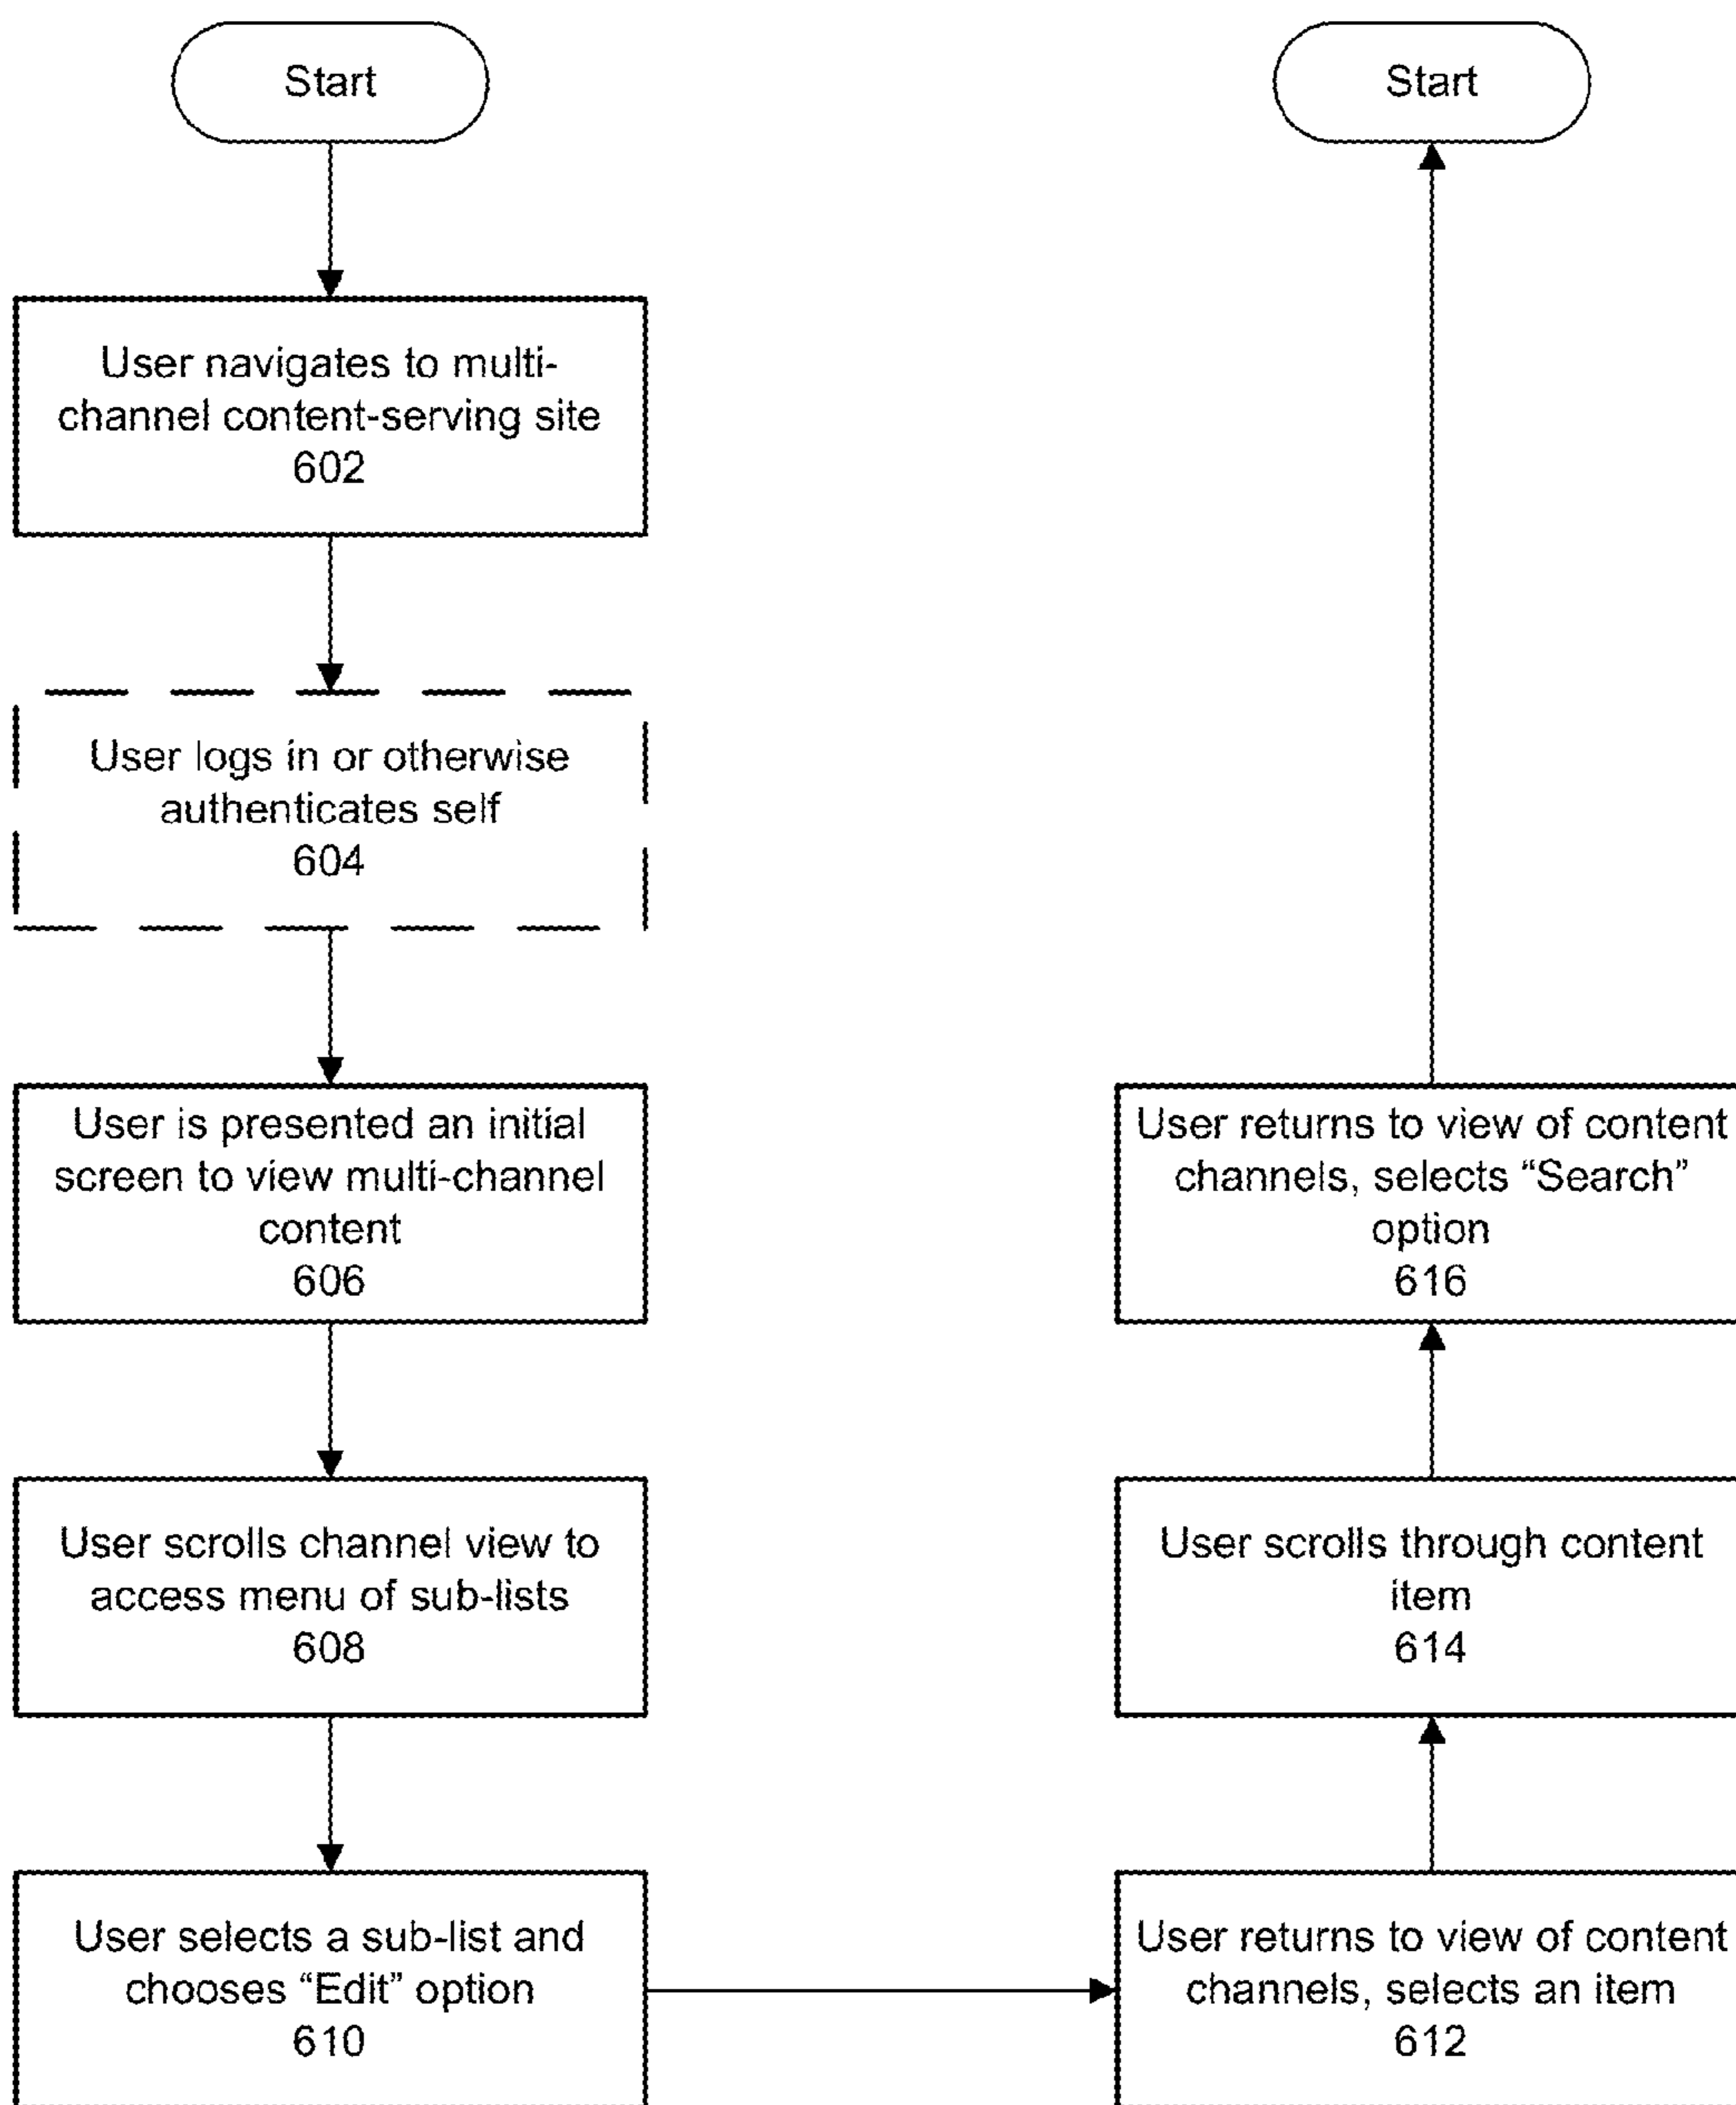 Start
User navigates to multi-
channel content-serving site
602
User logs in or otherwise
authenticates self
604
User is presented an initial
screen to view multi-channel
content
606
User scrolls channel view to
access menu of sub-lists
608
User selects a sub-list and
chooses “Edit” option
610
User returns to view of content
channels, selects an item
612
User scrolls through content
item
614
User returns to view of content
channels, selects “Search”
option
616
Start